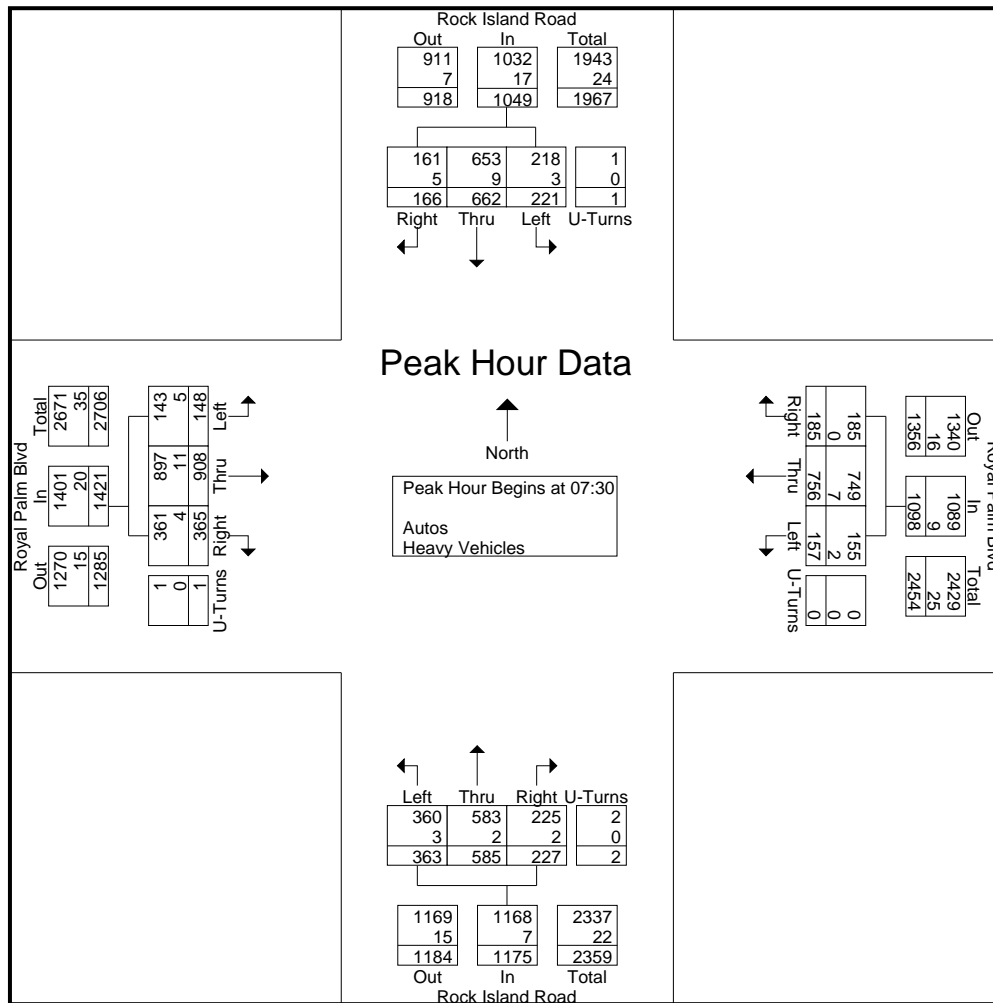 Rock Island Road
Out In Total
911 1032 1943
7 17 24
918 1049 1967
161 653 218 1
5 9 3 0
166 662 221 1
Right Thru Left U-Turns
Peak Hour Data
North
Peak Hour Begins at 07:30
Autos
Heavy Vehicles
Royal Palm Blvd
Out In Total
1270 1401 2671
15 20 35
1285 1421 2706
143 897 361 1
5 11 4 0
148 908 365 1
Left Thru Right U-Turns
Right Thru Left U-Turns
185 749 155 0
0 7 2 0
185 756 157 0
Out In Total
1340 1089 2429
16 9 25
1356 1098 2454
Royal Palm Blvd
Left Thru Right U-Turns
360 583 225 2
3 2 2 0
363 585 227 2
1169 1168 2337
15 7 22
1184 1175 2359
Out In Total
Rock Island Road